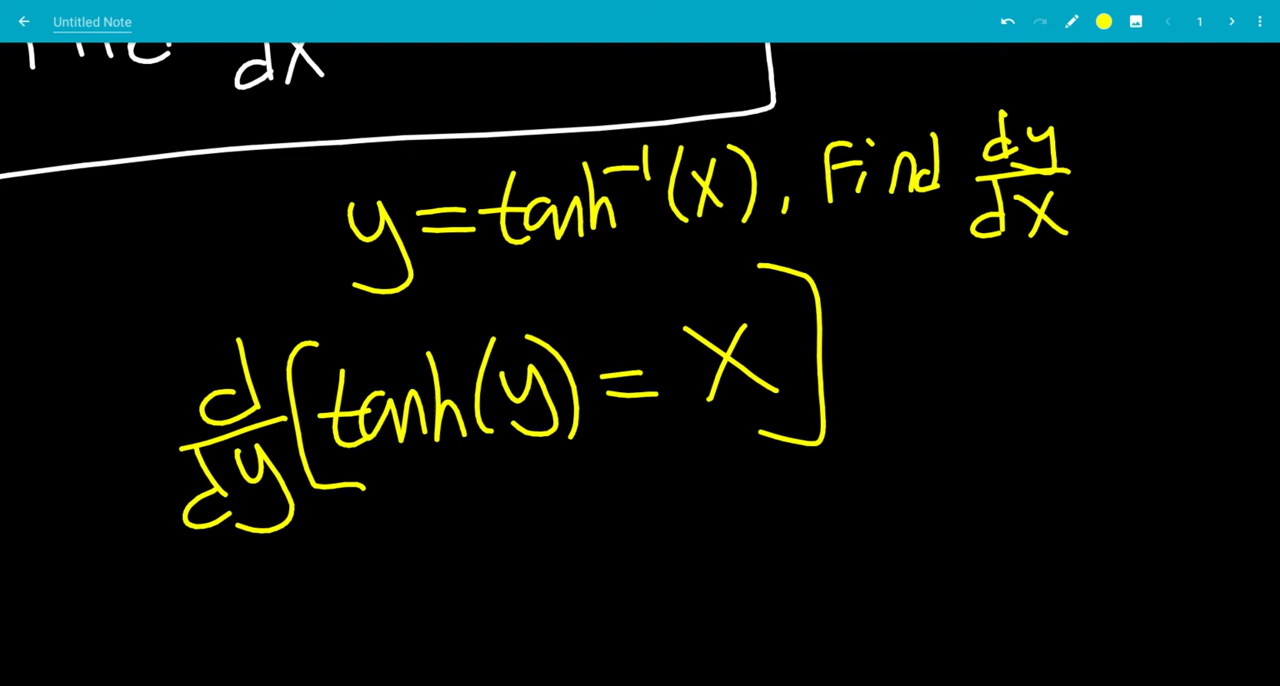 Untitled Note
1
dx
y = tanh⁻¹(x), Find dy/dx
d/dy [tanh(y) = x]